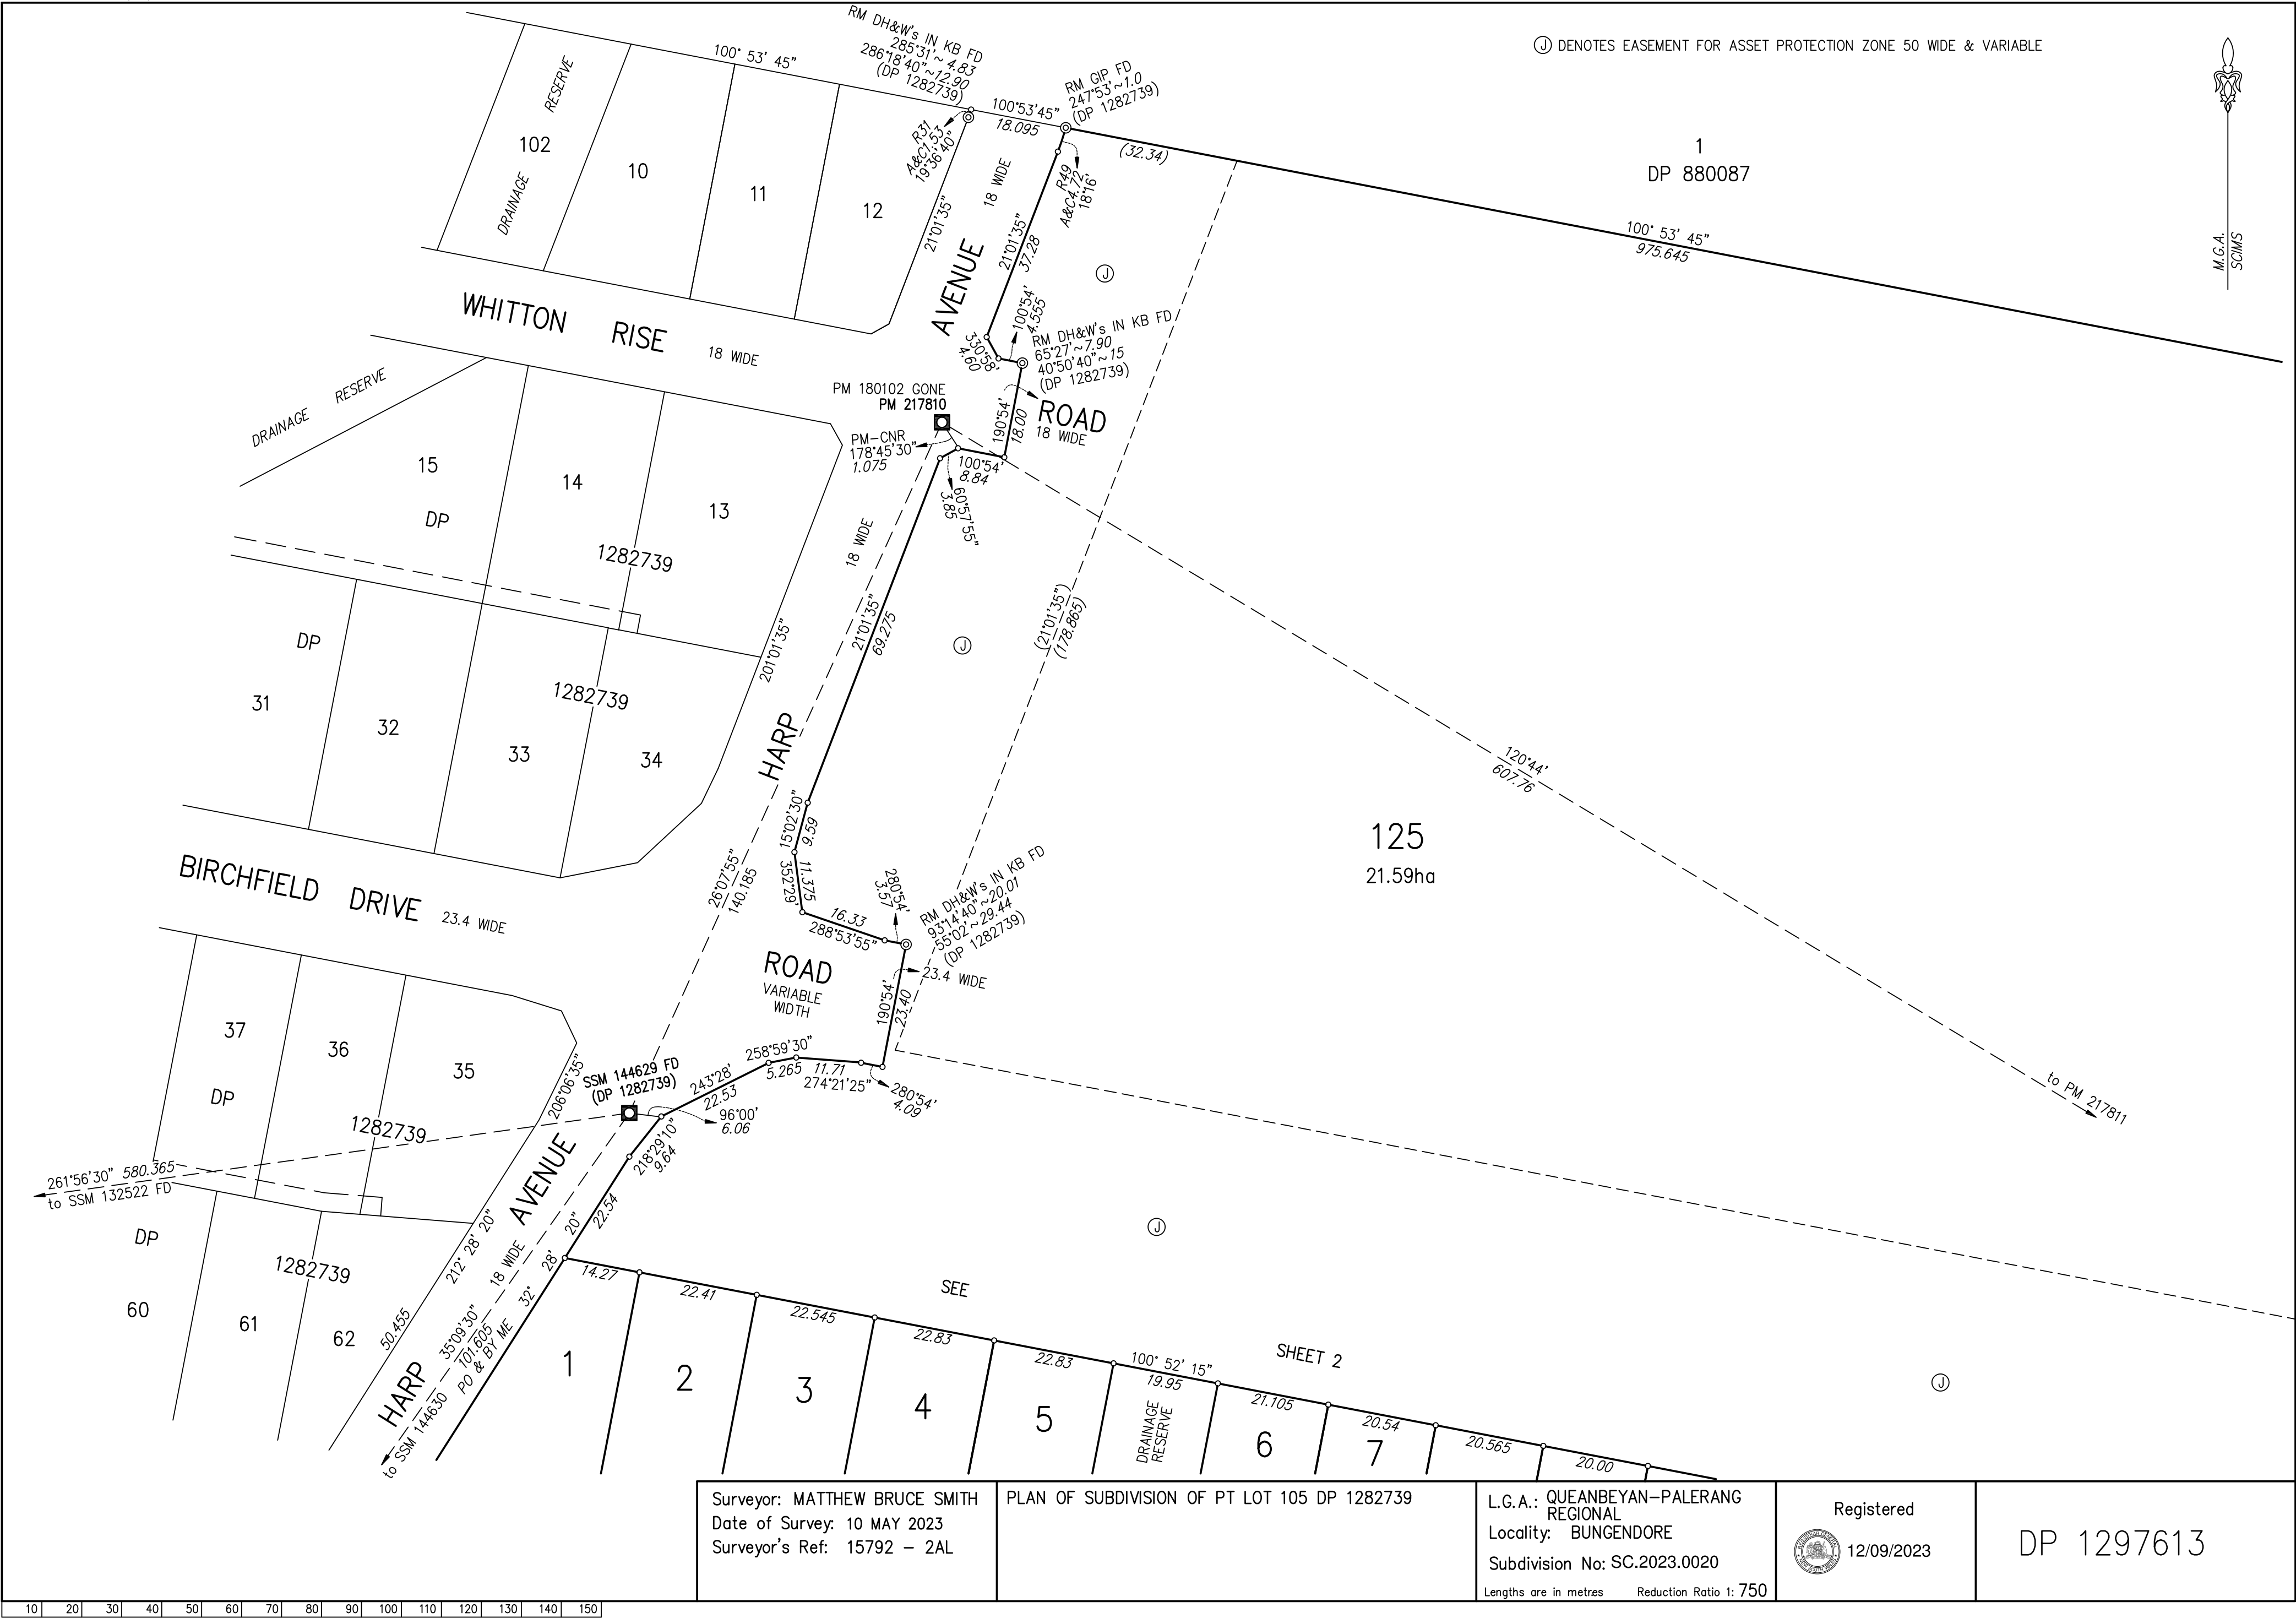 RM DH&W's IN KB FD
285°31'~ 4.83
286°18'40"~12.90
(DP 1282739)
100° 53' 45"
RM GIP FD
247°53'~1.0
(DP 1282739)
Ⓙ DENOTES EASEMENT FOR ASSET PROTECTION ZONE 50 WIDE & VARIABLE
M.G.A.
SCIMS
100°53'45"
18.095
(32.34)
R31
A&C1.53
19°36'40"
R49
A&C4.72
18°16'
1
DP 880087
100° 53' 45"
975.645
DRAINAGE RESERVE
102
10
11
12
21°01'35"
18 WIDE
AVENUE
21°01'35"
37.28
Ⓙ
WHITTON RISE 18 WIDE
330°58'
4.60
100°54'
4.555
RM DH&W's IN KB FD
65°27'~7.90
40°50'40"~15
(DP 1282739)
190°54'
18.00
ROAD
18 WIDE
PM 180102 GONE
PM 217810
PM-CNR
178°45'30"
1.075
100°54'
8.84
60°57'55"
3.85
DRAINAGE RESERVE
15
14
13
DP
1282739
18 WIDE
21°01'35"
69.275
Ⓙ
(21°01'35")
(178.865)
201°01'35"
DP
1282739
31
32
33
34
HARP
120°44'
607.76
to PM 217811
125
21.59ha
15°02'30"
9.59
352°29'
11.375
26°07'55"
140.185
16.33
288°53'55"
280°54'
3.57
RM DH&W's IN KB FD
93°14'40"~20.01
55°02'~29.44
(DP 1282739)
23.4 WIDE
190°54'
23.40
BIRCHFIELD DRIVE 23.4 WIDE
ROAD
VARIABLE
WIDTH
37
36
35
DP
1282739
206°06'35"
SSM 144629 FD
(DP 1282739)
243°28'
22.53
258°59'30"
5.265
11.71
274°21'25"
280°54'
4.09
96°00'
6.06
218°29'10"
9.64
261°56'30" 580.365
to SSM 132522 FD
AVENUE
22.54
32° 28' 20"
18 WIDE
212° 28' 20"
50.455
DP
1282739
60
61
62
HARP
35°09'30"
101.605
PO & BY ME
to SSM 144630
Ⓙ
SEE
SHEET 2
Ⓙ
14.27
22.41
22.545
22.83
22.83
100° 52' 15"
19.95
21.105
20.54
20.565
20.00
1
2
3
4
5
DRAINAGE
RESERVE
6
7
Surveyor: MATTHEW BRUCE SMITH
Date of Survey: 10 MAY 2023
Surveyor's Ref: 15792 - 2AL
PLAN OF SUBDIVISION OF PT LOT 105 DP 1282739
L.G.A.: QUEANBEYAN-PALERANG
REGIONAL
Locality: BUNGENDORE
Subdivision No: SC.2023.0020
Lengths are in metres Reduction Ratio 1: 750
Registered
12/09/2023
DP 1297613
10 20 30 40 50 60 70 80 90 100 110 120 130 140 150